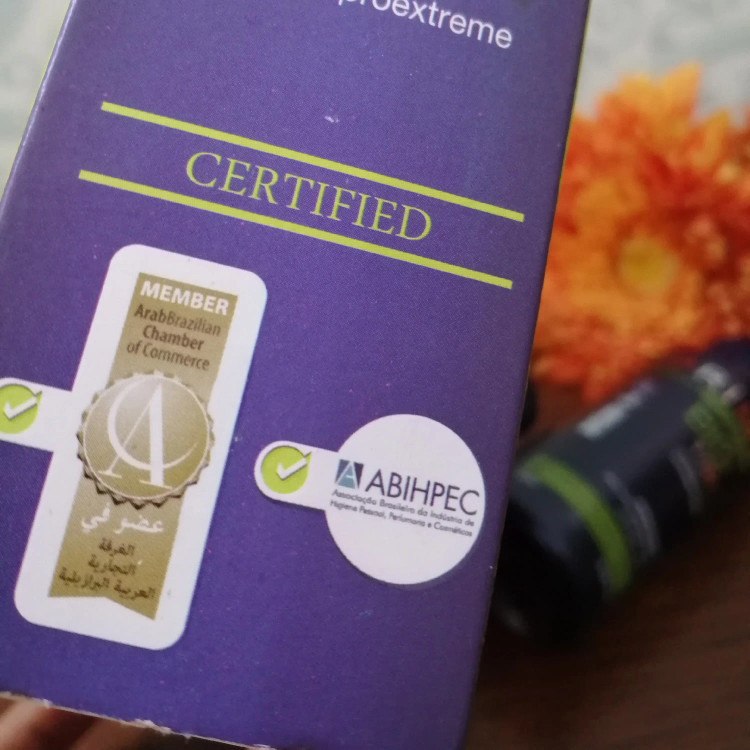 proextreme
CERTIFIED
MEMBER
ArabBrazilian
Chamber
of Commerce
عضو في
الغرفة
التجارية
العربية البرازيلية
ABIHPEC
Associação Brasileira da Indústria de
Higiene Pessoal, Perfumaria e Cosméticos